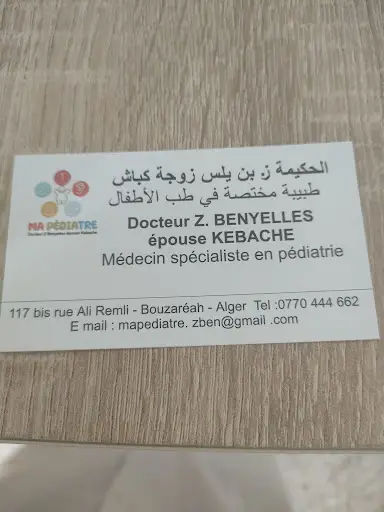 الحكيمة ز. بن يلس زوجة كباش
طبيبة مختصة في طب الأطفال
MA PÉDIATRE
Docteur Z. BENYELLES
épouse KEBACHE
Médecin spécialiste en pédiatrie
117 bis rue Ali Remli - Bouzaréah - Alger Tel :0770 444 662
E mail : mapediatre. zben@gmail .com